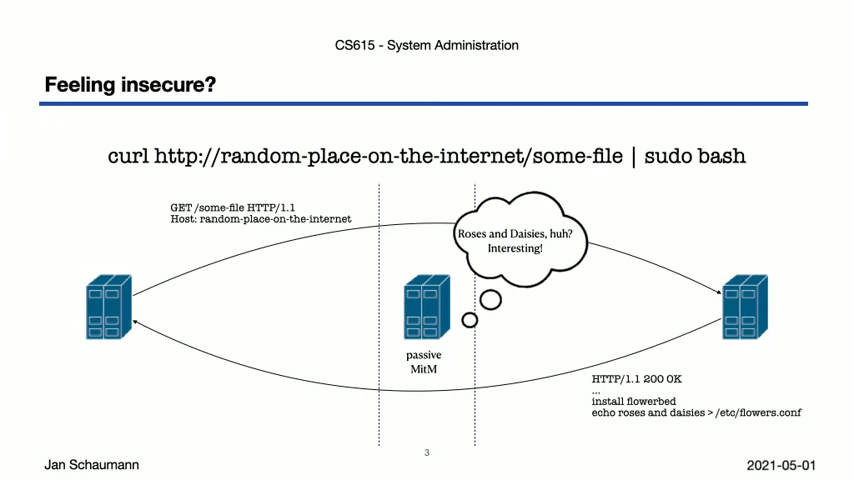 CS615 - System Administration
Feeling insecure?
curl http://random-place-on-the-internet/some-file | sudo bash
GET /some-file HTTP/1.1
Host: random-place-on-the-internet
Roses and Daisies, huh?
Interesting!
passive
MitM
HTTP/1.1 200 OK
...
install flowerbed
echo roses and daisies > /etc/flowers.conf
Jan Schaumann
3
2021-05-01